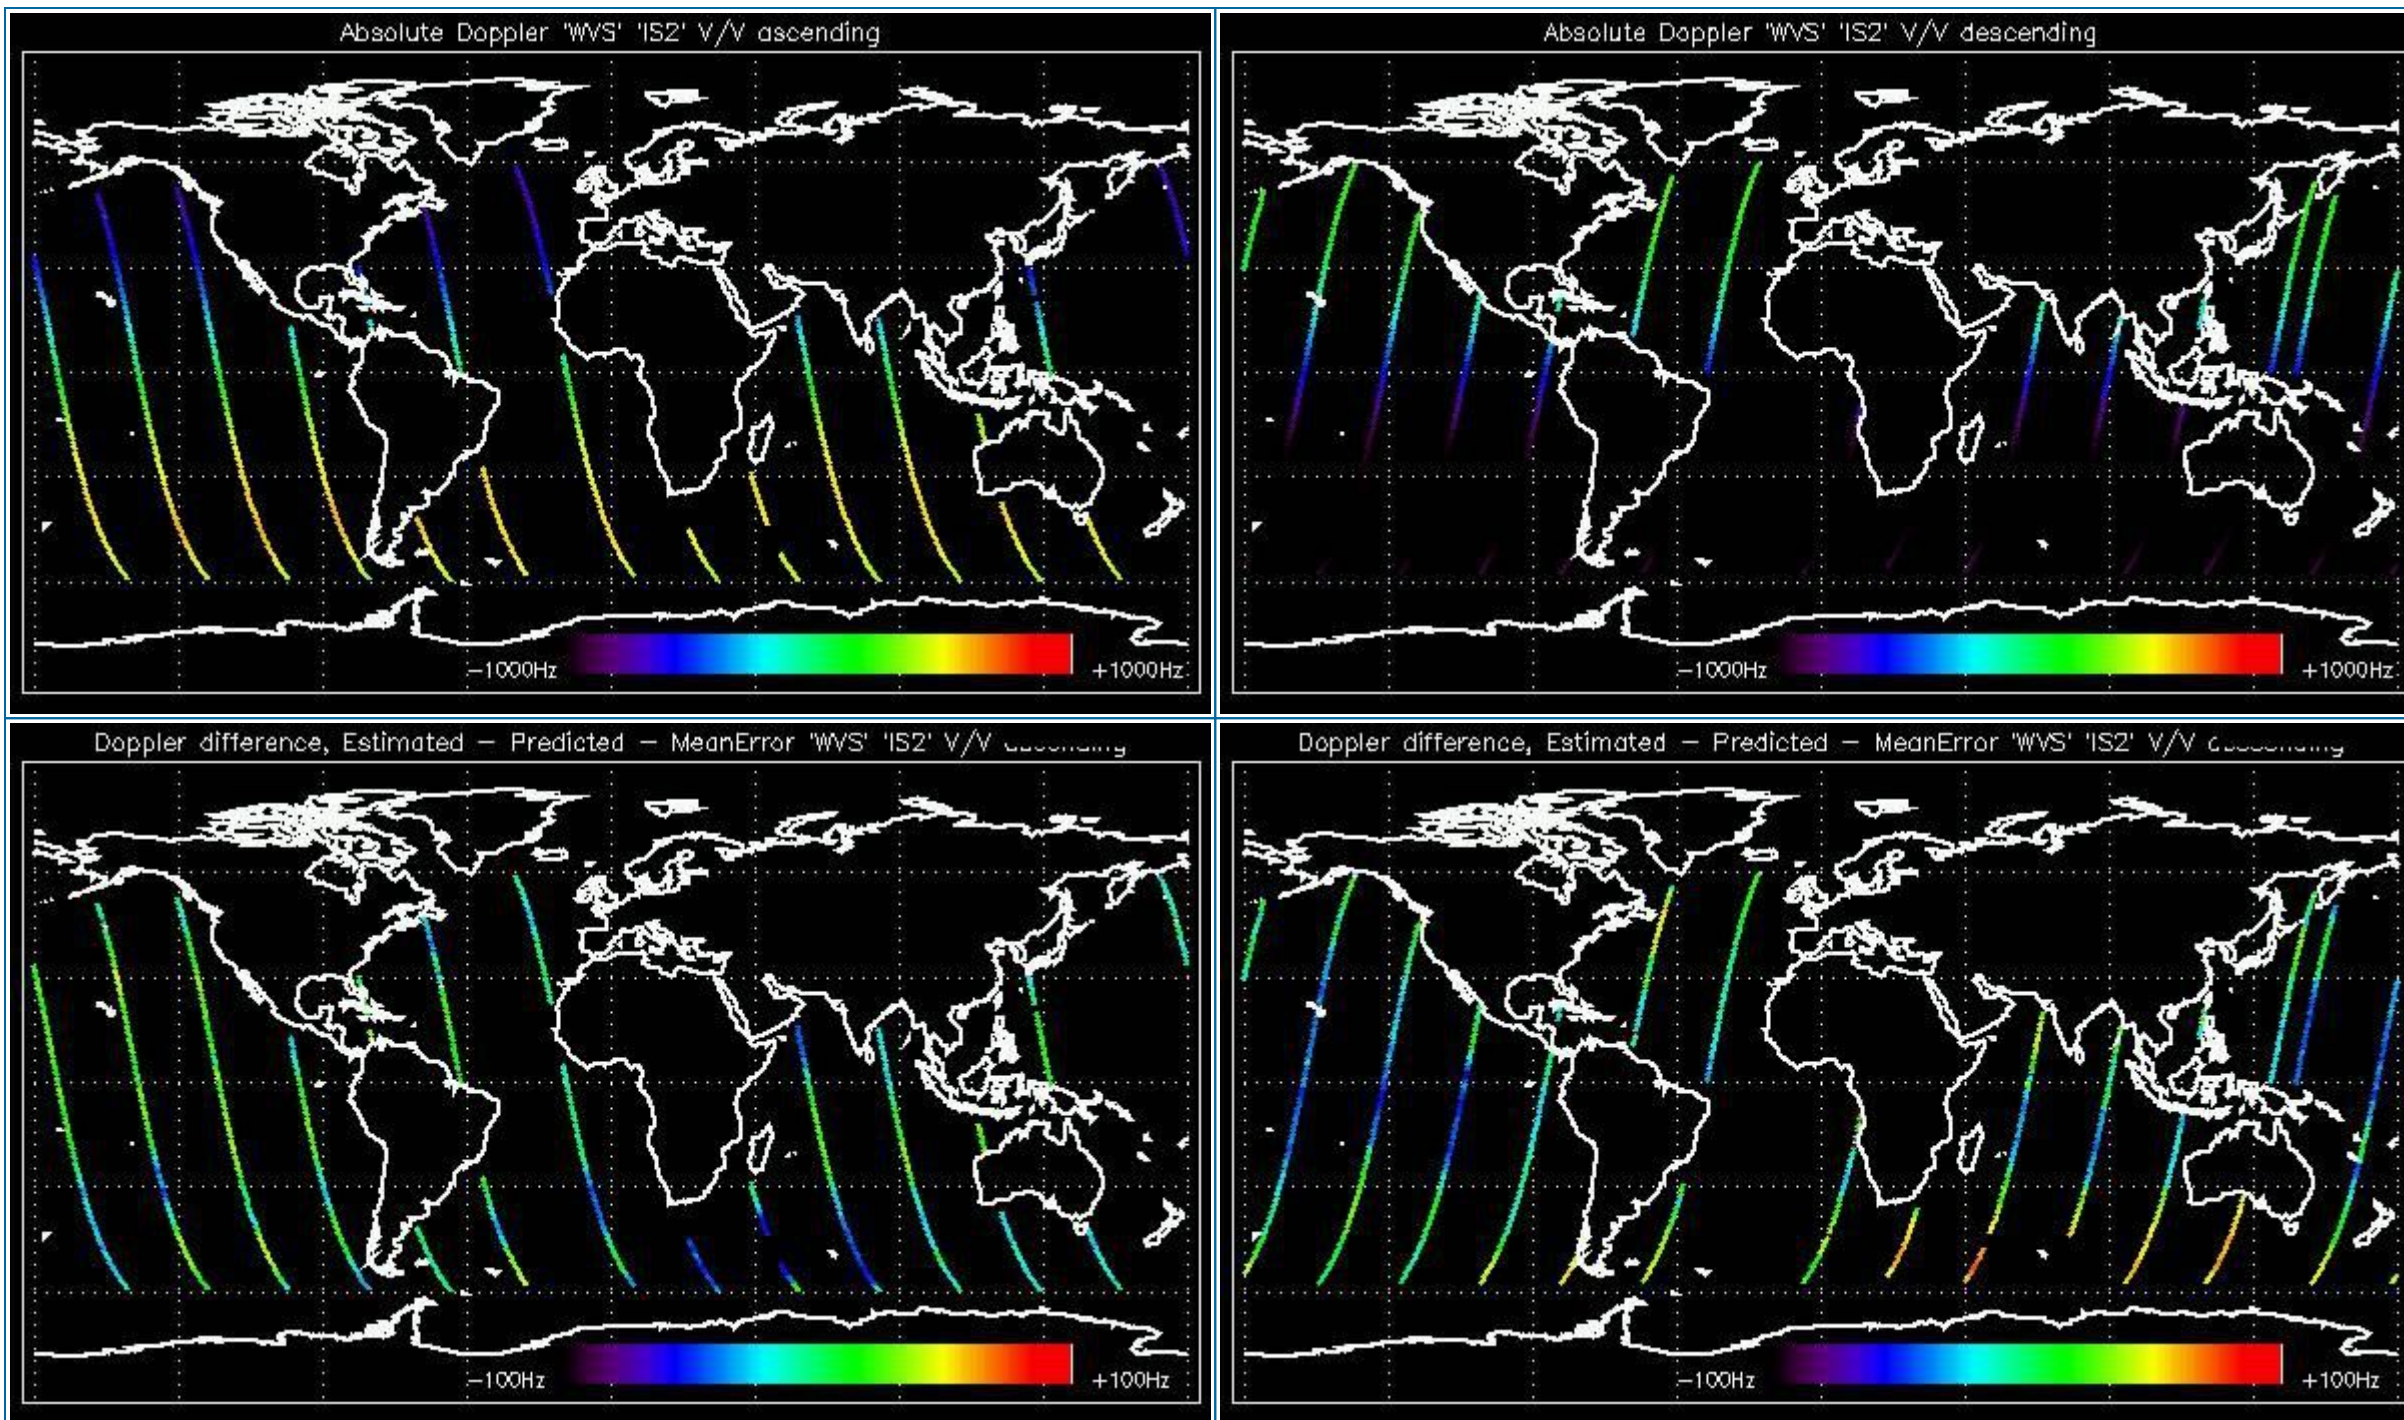 Absolute Doppler 'WVS' 'IS2' V/V ascending
-1000Hz +1000Hz
Absolute Doppler 'WVS' 'IS2' V/V descending
-1000Hz +1000Hz
Doppler difference, Estimated - Predicted - MeanError 'WVS' 'IS2' V/V
-100Hz +100Hz
Doppler difference, Estimated - Predicted - MeanError 'WVS' 'IS2' V/V
-100Hz +100Hz